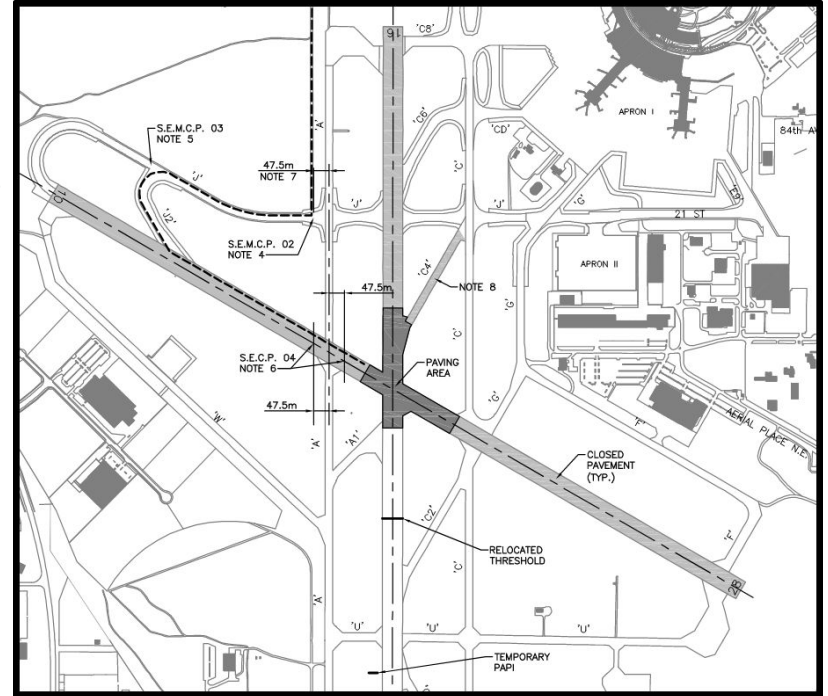 16
'C8'
APRON I
84th AV
'A'
'C6'
'CD'
'C'
S.E.M.C.P. 03
NOTE 5
47.5m
NOTE 7
'J'
'E9'
10
'J2'
'J'
'J'
'G'
21 ST
S.E.M.C.P. 02
NOTE 4
'C4'
APRON II
47.5m
NOTE 8
'G'
'C'
S.E.C.P. 04
NOTE 6
PAVING
AREA
47.5m
'G'
'W'
'A'
'A1'
'F'
AERIAL PLACE N.E.
CLOSED
PAVEMENT
(TYP.)
'C2'
RELOCATED
THRESHOLD
'F'
'C'
28
'A'
'U'
'U'
'U'
TEMPORARY
PAPI